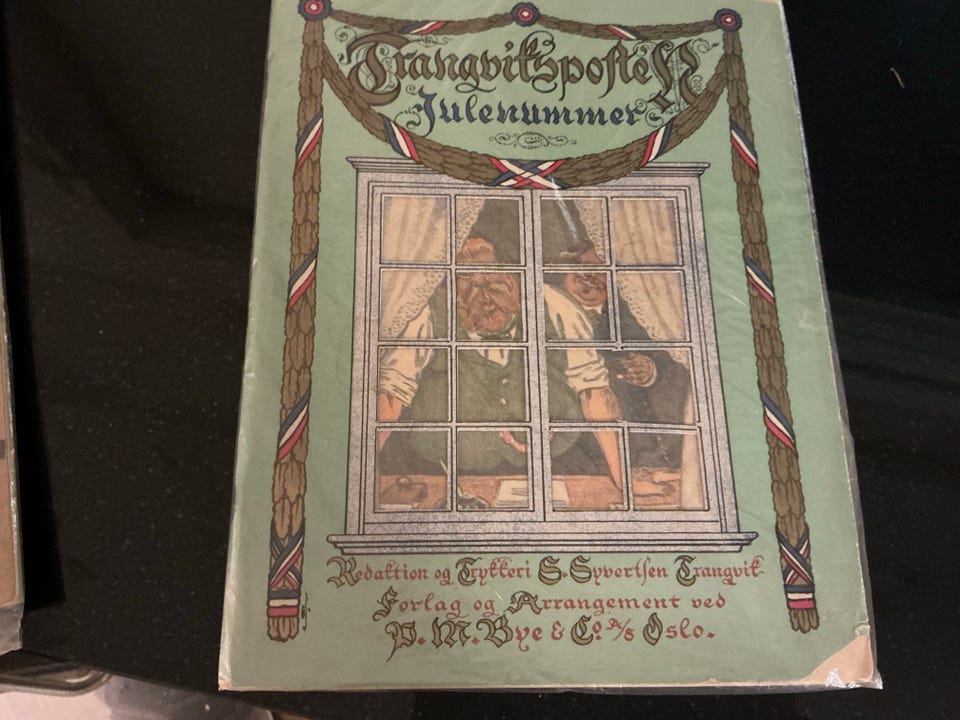 Trangviksposten
Julenummer
Redaktion og Trykkeri S. Syvertsen Trangvik
Forlag og Arrangement ved
P. M. Bye & Co. A/S Oslo.